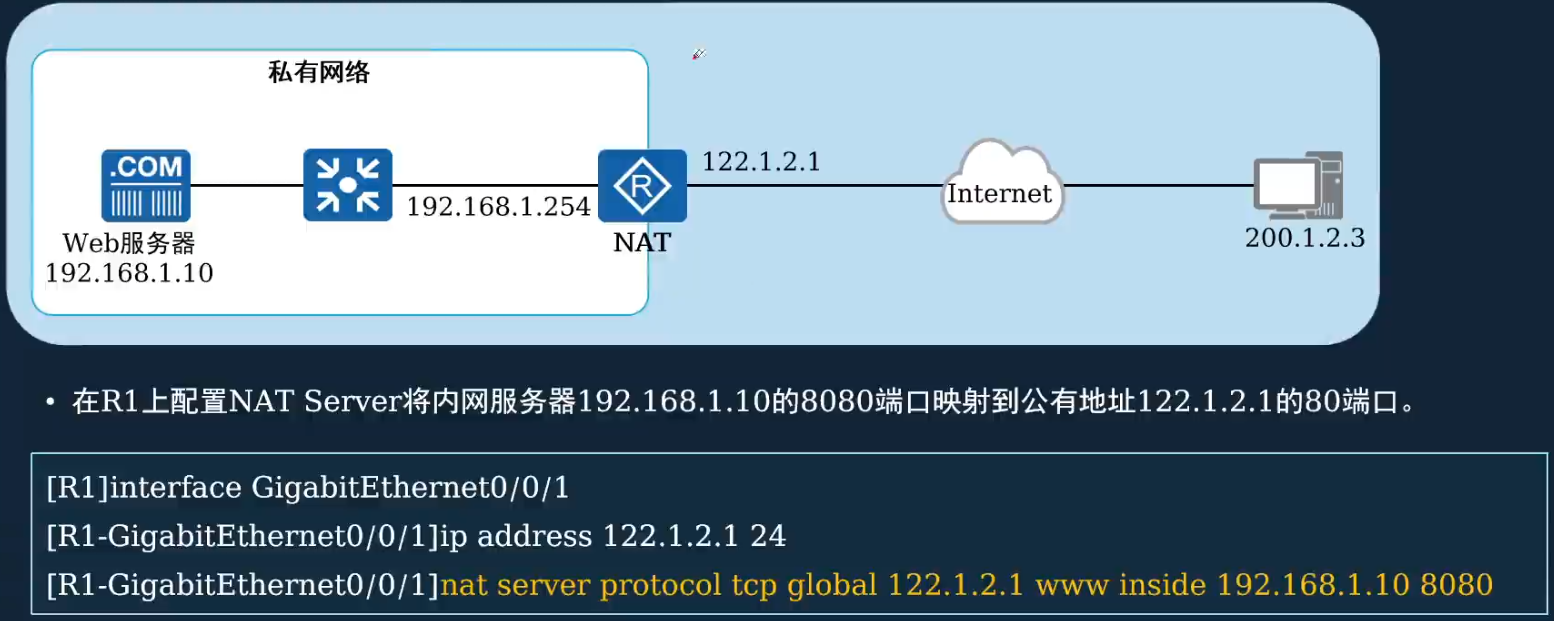 私有网络
.COM
122.1.2.1
R
Internet
192.168.1.254
Web服务器
192.168.1.10
NAT
200.1.2.3
• 在R1上配置NAT Server将内网服务器192.168.1.10的8080端口映射到公有地址122.1.2.1的80端口。
[R1]interface GigabitEthernet0/0/1
[R1-GigabitEthernet0/0/1]ip address 122.1.2.1 24
[R1-GigabitEthernet0/0/1]nat server protocol tcp global 122.1.2.1 www inside 192.168.1.10 8080